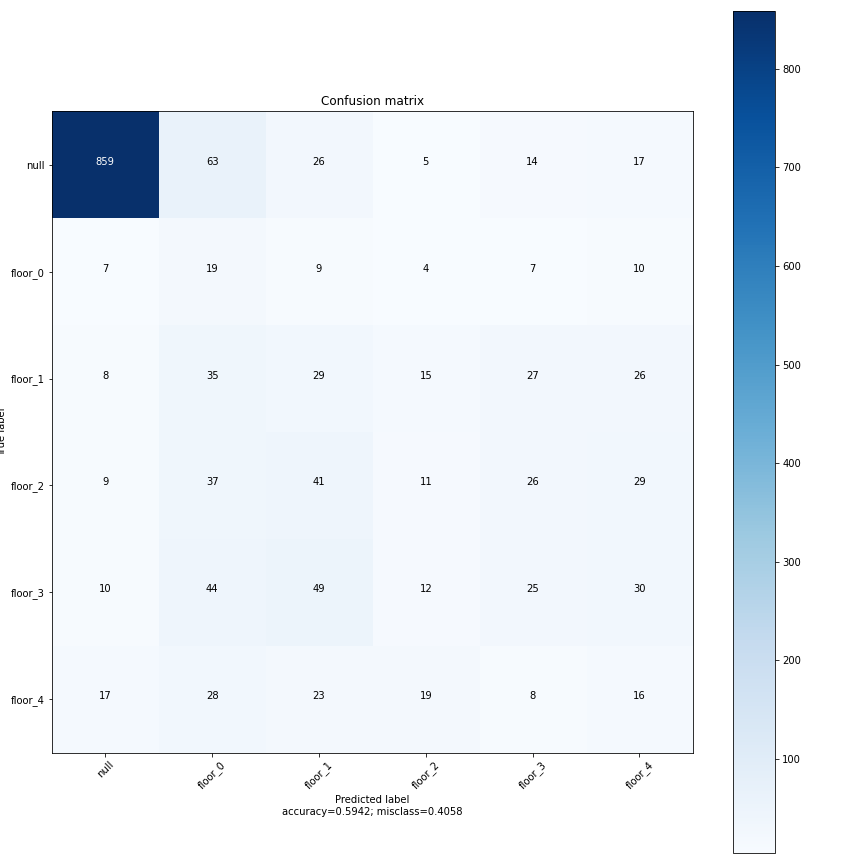 Confusion matrix
null 859 63 26 5 14 17
floor_0 7 19 9 4 7 10
floor_1 8 35 29 15 27 26
floor_2 9 37 41 11 26 29
floor_3 10 44 49 12 25 30
floor_4 17 28 23 19 8 16
null floor_0 floor_1 floor_2 floor_3 floor_4
Predicted label
accuracy=0.5942; misclass=0.4058
800
700
600
500
400
300
200
100